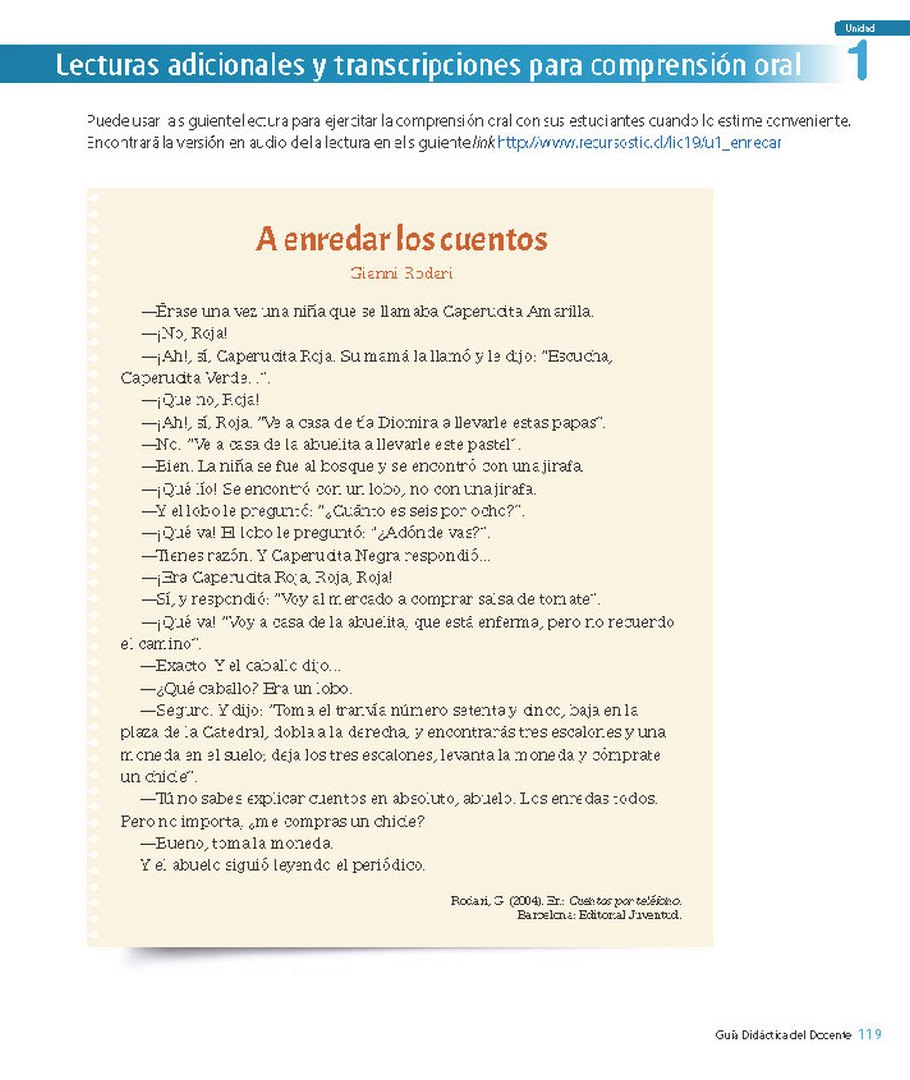 Unidad
1
Lecturas adicionales y transcripciones para comprensión oral
Puede usar la siguiente lectura para ejercitar la comprensión oral con sus estudiantes cuando lo estime conveniente.
Encontrará la versión en audio de la lectura en el siguiente link http://www.recursostic.cl/lic19/u1_enredar
A enredar los cuentos
Gianni Rodari
—Érase una vez una niña que se llamaba Caperucita Amarilla.
—¡No, Roja!
—¡Ah!, sí, Caperucita Roja. Su mamá la llamó y le dijo: “Escucha,
Caperucita Verde...”.
—¡Que no, Roja!
—¡Ah!, sí, Roja. “Ve a casa de tía Diomira a llevarle estas papas”.
—No. “Ve a casa de la abuelita a llevarle este pastel”.
—Bien. La niña se fue al bosque y se encontró con una jirafa.
—¡Qué lío! Se encontró con un lobo, no con una jirafa.
—Y el lobo le preguntó: “¿Cuánto es seis por ocho?”.
—¡Qué va! El lobo le preguntó: “¿Adónde vas?”.
—Tienes razón. Y Caperucita Negra respondió...
—¡Era Caperucita Roja, Roja, Roja!
—Sí, y respondió: “Voy al mercado a comprar salsa de tomate”.
—¡Qué va! “Voy a casa de la abuelita, que está enferma, pero no recuerdo
el camino”.
—Exacto. Y el caballo dijo...
—¿Qué caballo? Era un lobo.
—Seguro. Y dijo: “Toma el tranvía número setenta y cinco, baja en la
plaza de la Catedral, dobla a la derecha, y encontrarás tres escalones y una
moneda en el suelo; deja los tres escalones, levanta la moneda y cómprate
un chicle”.
—Tú no sabes explicar cuentos en absoluto, abuelo. Los enredas todos.
Pero no importa, ¿me compras un chicle?
—Bueno, toma la moneda.
Y el abuelo siguió leyendo el periódico.
Rodari, G. (2004). En: Cuentos por teléfono.
Barcelona: Editorial Juventud.
Guía Didáctica del Docente 119